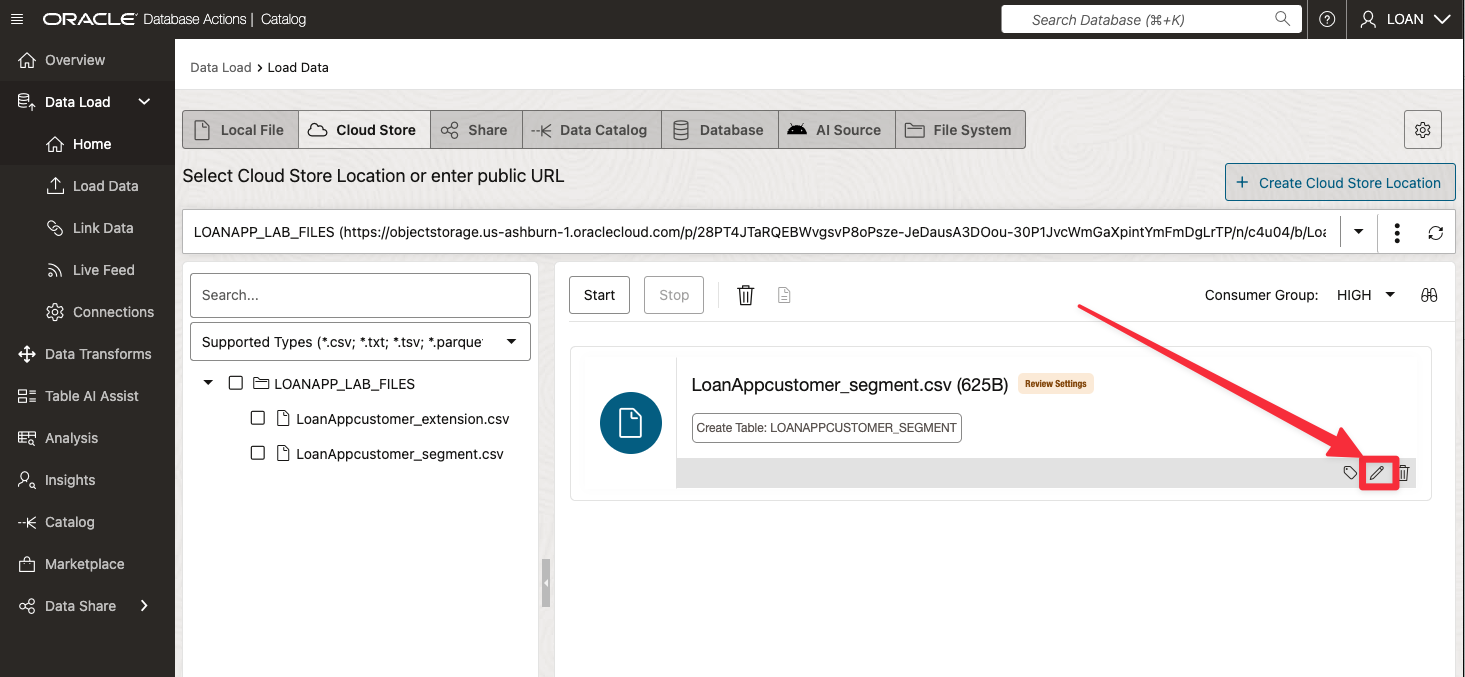 ORACLE Database Actions | Catalog
Search Database (⌘+K)
LOAN
Overview
Data Load
Home
Load Data
Link Data
Live Feed
Connections
Data Transforms
Table AI Assist
Analysis
Insights
Catalog
Marketplace
Data Share
Data Load > Load Data
Local File
Cloud Store
Share
Data Catalog
Database
AI Source
File System
Select Cloud Store Location or enter public URL
+ Create Cloud Store Location
LOANAPP_LAB_FILES (https://objectstorage.us-ashburn-1.oraclecloud.com/p/28PT4JTaRQEBWvgsvP8oPsze-JeDausA3DOou-30P1JvcWmGaXpintYmFmDgLrTP/n/c4u04/b/Loa
Search...
Supported Types (*.csv; *.txt; *.tsv; *.parque
LOANAPP_LAB_FILES
LoanAppcustomer_extension.csv
LoanAppcustomer_segment.csv
Start
Stop
Consumer Group: HIGH
LoanAppcustomer_segment.csv (625B)
Review Settings
Create Table: LOANAPPCUSTOMER_SEGMENT